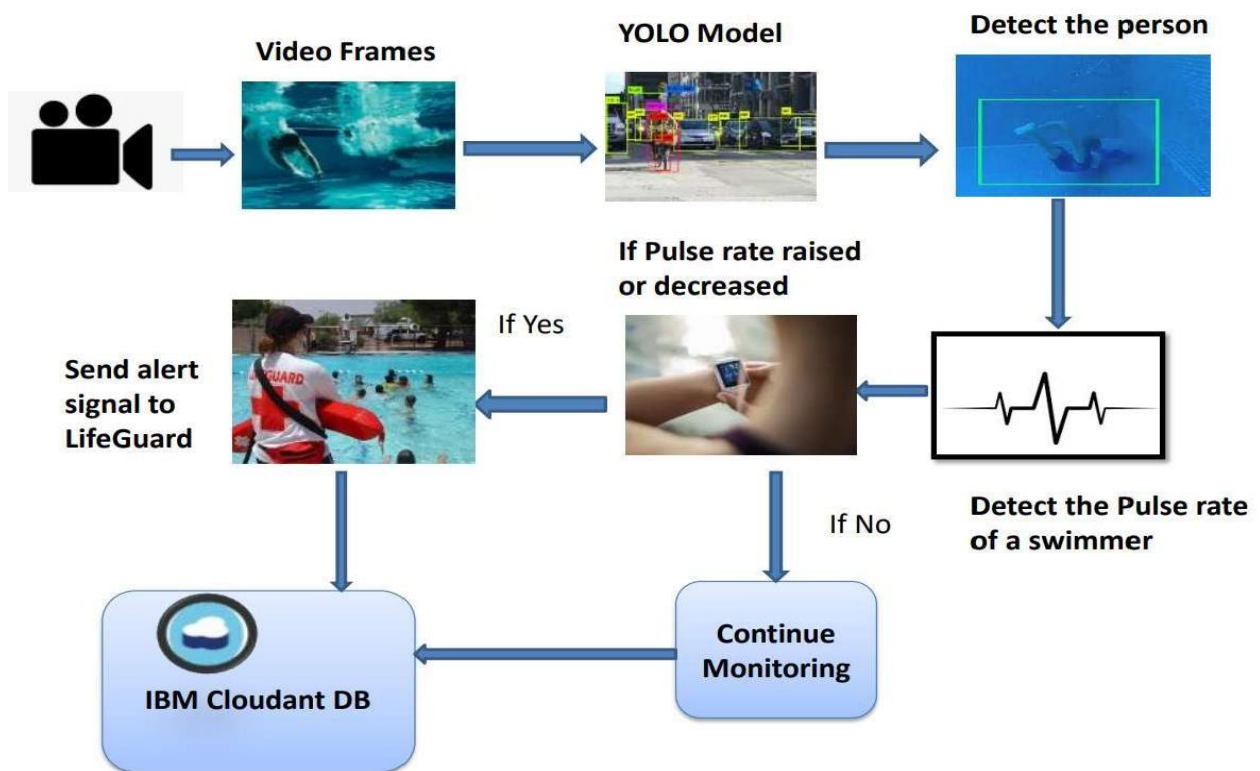 Video Frames
YOLO Model
Detect the person
If Pulse rate raised
or decreased
If Yes
Send alert
signal to
LifeGuard
LIFEGUARD
Detect the Pulse rate
of a swimmer
If No
Continue
Monitoring
IBM Cloudant DB